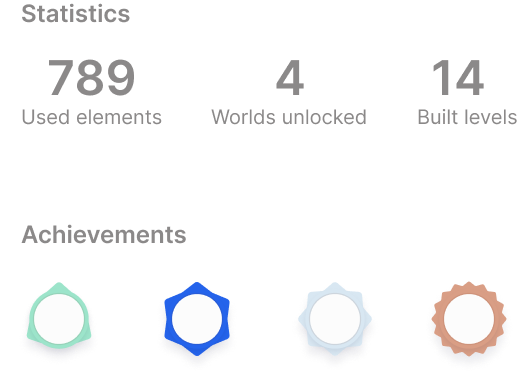 Statistics
789 4 14
Used elements Worlds unlocked Built levels
Achievements